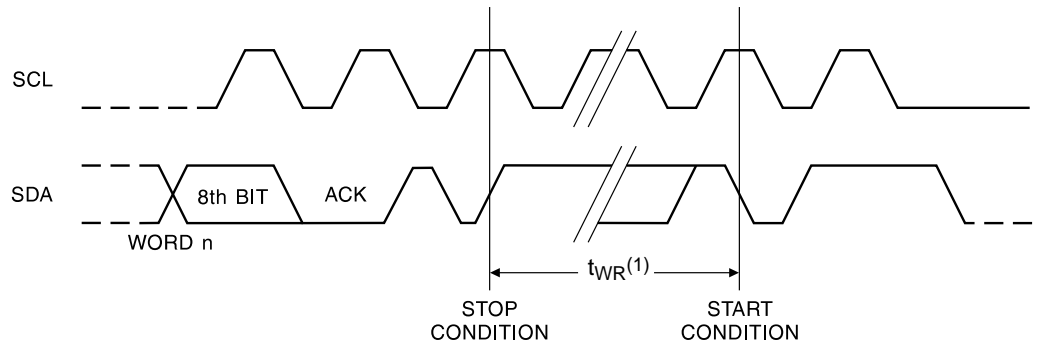 SCL
SDA
8th BIT
ACK
WORD n
tWR(1)
STOP
CONDITION
START
CONDITION